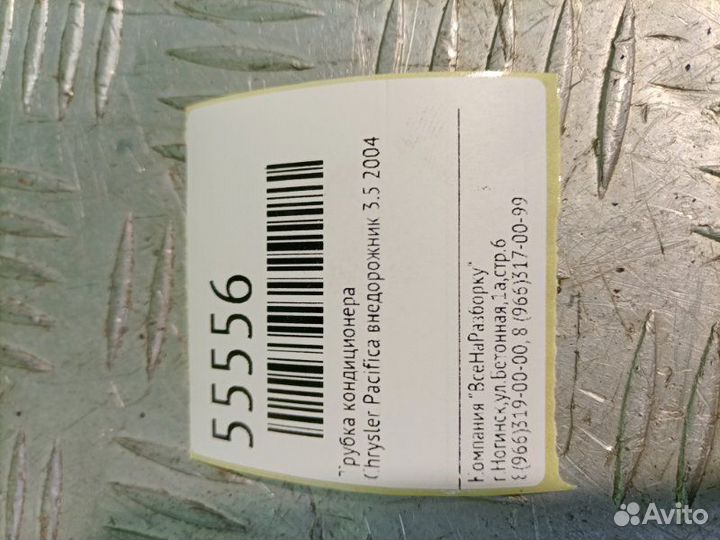 55556
Трубка кондиционера
Chrysler Pacifica внедорожник 3.5 2004
Компания "ВсеНаРазборку"
г.Ногинск,ул.Бетонная,1а,стр.6
8(966)319-00-00, 8 (966)317-00-99
Avito